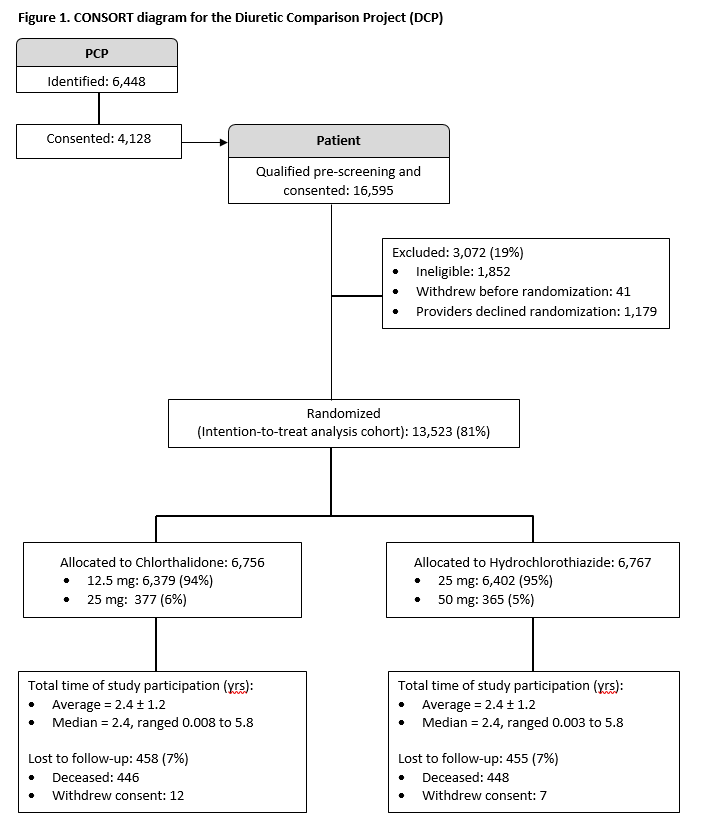 Figure 1. CONSORT diagram for the Diuretic Comparison Project (DCP)
PCP
Identified: 6,448
Consented: 4,128
Patient
Qualified pre-screening and
consented: 16,595
Excluded: 3,072 (19%)
• Ineligible: 1,852
• Withdrew before randomization: 41
• Providers declined randomization: 1,179
Randomized
(Intention-to-treat analysis cohort): 13,523 (81%)
Allocated to Chlorthalidone: 6,756
• 12.5 mg: 6,379 (94%)
• 25 mg: 377 (6%)
Allocated to Hydrochlorothiazide: 6,767
• 25 mg: 6,402 (95%)
• 50 mg: 365 (5%)
Total time of study participation (yrs):
• Average = 2.4 ± 1.2
• Median = 2.4, ranged 0.008 to 5.8
Lost to follow-up: 458 (7%)
• Deceased: 446
• Withdrew consent: 12
Total time of study participation (yrs):
• Average = 2.4 ± 1.2
• Median = 2.4, ranged 0.003 to 5.8
Lost to follow-up: 455 (7%)
• Deceased: 448
• Withdrew consent: 7